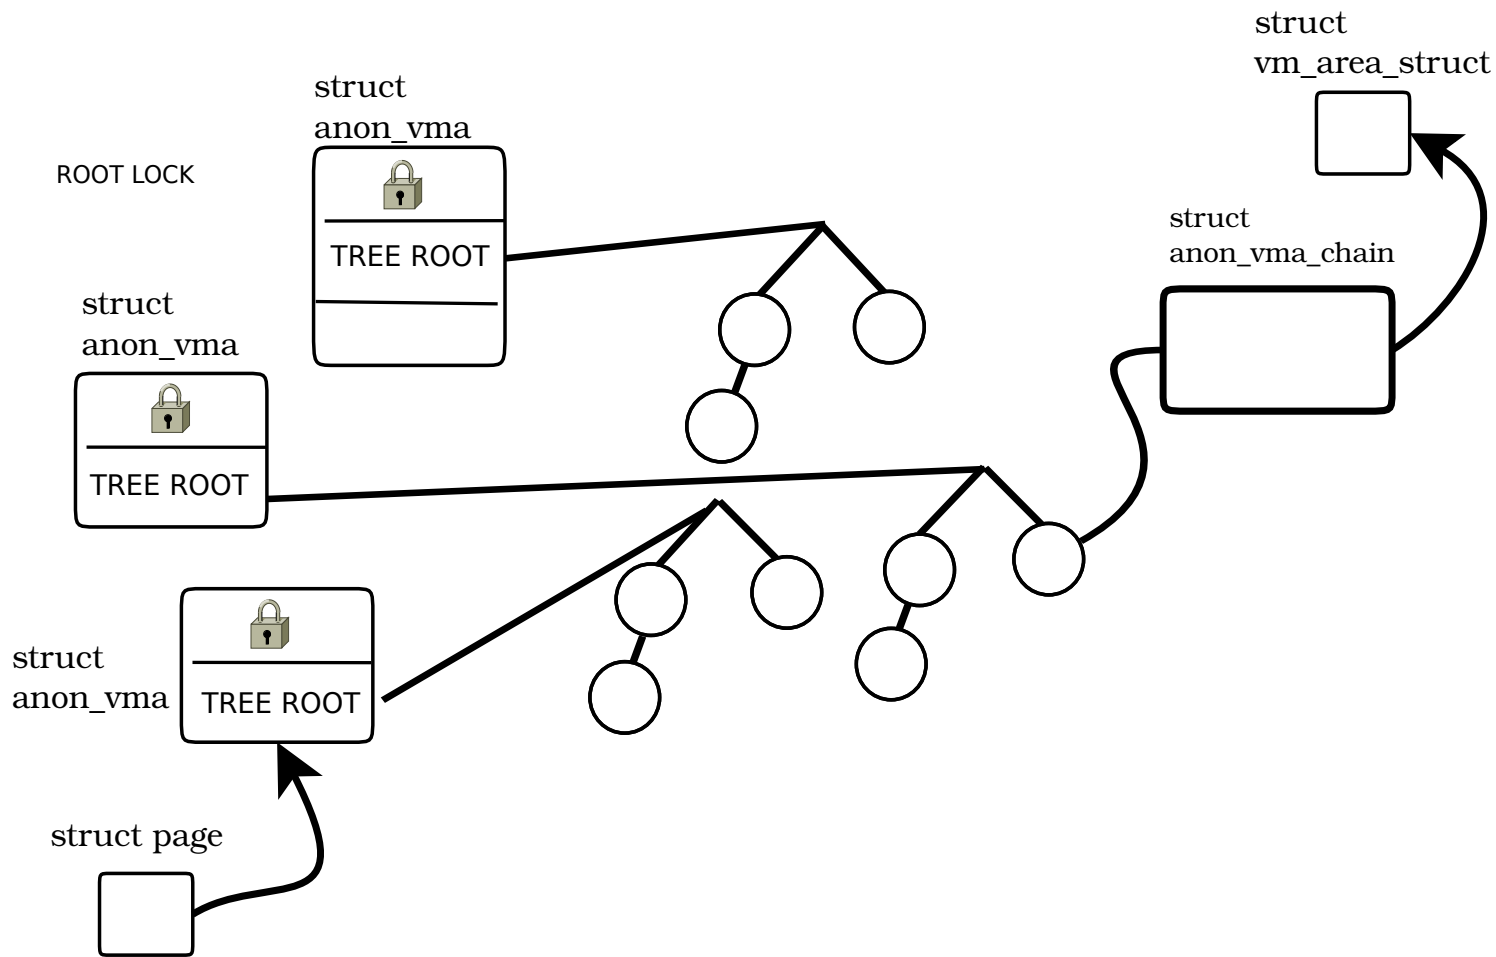 struct
vm_area_struct
struct
anon_vma
ROOT LOCK
TREE ROOT
struct
anon_vma_chain
struct
anon_vma
TREE ROOT
struct
anon_vma
TREE ROOT
struct page